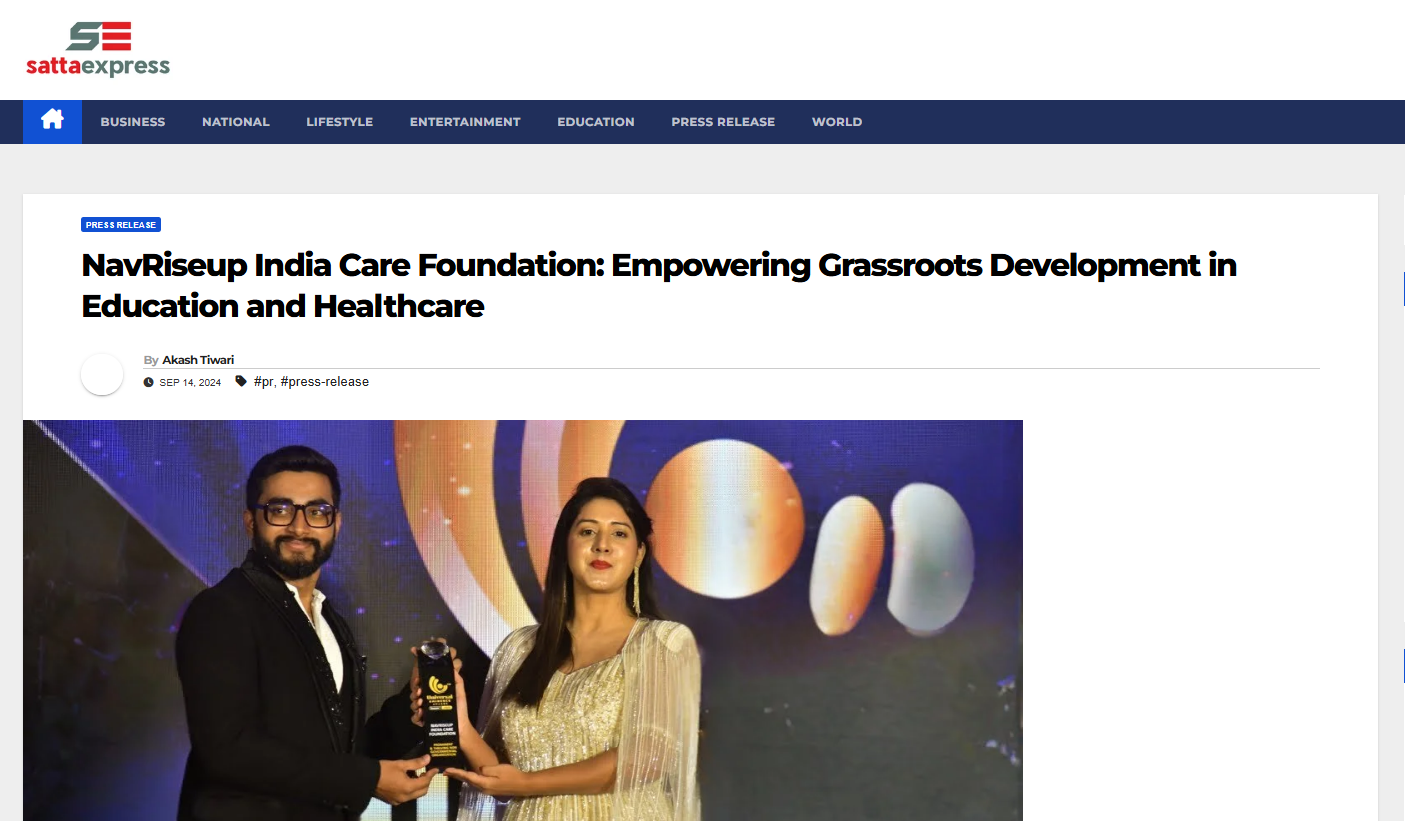 SE
sattaexpress
BUSINESS NATIONAL LIFESTYLE ENTERTAINMENT EDUCATION PRESS RELEASE WORLD
PRESS RELEASE
NavRiseup India Care Foundation: Empowering Grassroots Development in
Education and Healthcare
By Akash Tiwari
SEP 14, 2024 #pr, #press-release
Universal
NAVRISEUP
INDIA CARE
FOUNDATION